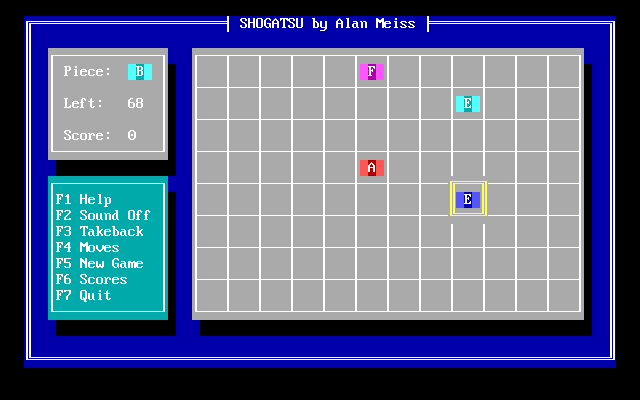 SHOGATSU by Alan Meiss
Piece: B
Left: 68
Score: 0
F1 Help
F2 Sound Off
F3 Takeback
F4 Moves
F5 New Game
F6 Scores
F7 Quit
F
E
A
E